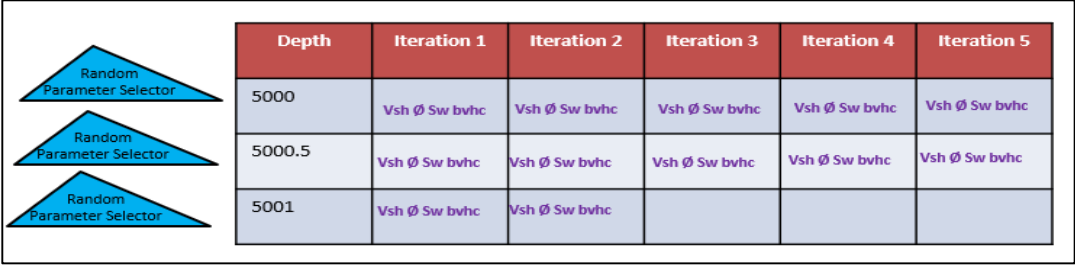 Depth Iteration 1 Iteration 2 Iteration 3 Iteration 4 Iteration 5
Random
Parameter Selector
5000 Vsh Ø Sw bvhc Vsh Ø Sw bvhc Vsh Ø Sw bvhc Vsh Ø Sw bvhc Vsh Ø Sw bvhc
Random
Parameter Selector
5000.5 Vsh Ø Sw bvhc Vsh Ø Sw bvhc Vsh Ø Sw bvhc Vsh Ø Sw bvhc Vsh Ø Sw bvhc
Random
Parameter Selector
5001 Vsh Ø Sw bvhc Vsh Ø Sw bvhc